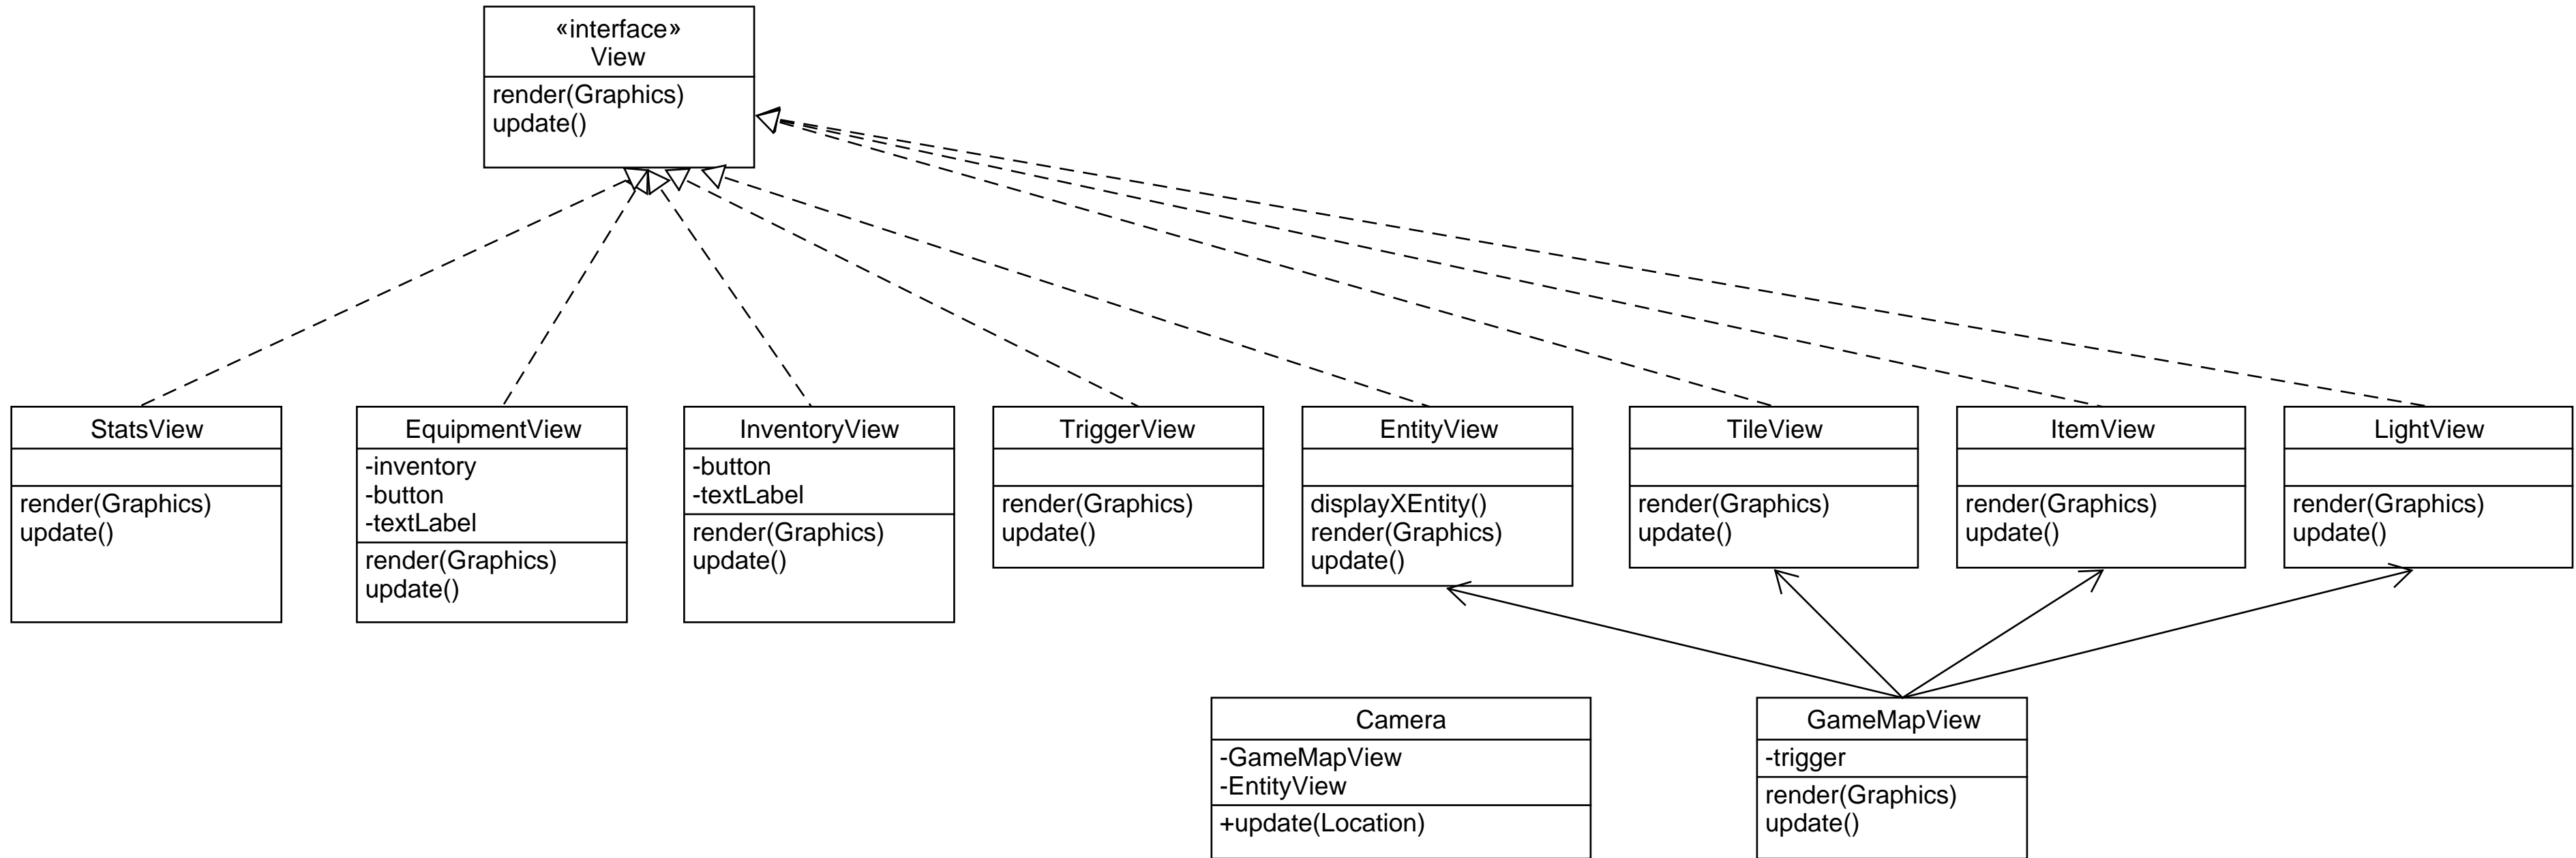 «interface»
View
render(Graphics)
update()
StatsView
render(Graphics)
update()
EquipmentView
-inventory
-button
-textLabel
render(Graphics)
update()
InventoryView
-button
-textLabel
render(Graphics)
update()
TriggerView
render(Graphics)
update()
EntityView
displayXEntity()
render(Graphics)
update()
TileView
render(Graphics)
update()
ItemView
render(Graphics)
update()
LightView
render(Graphics)
update()
Camera
-GameMapView
-EntityView
+update(Location)
GameMapView
-trigger
render(Graphics)
update()